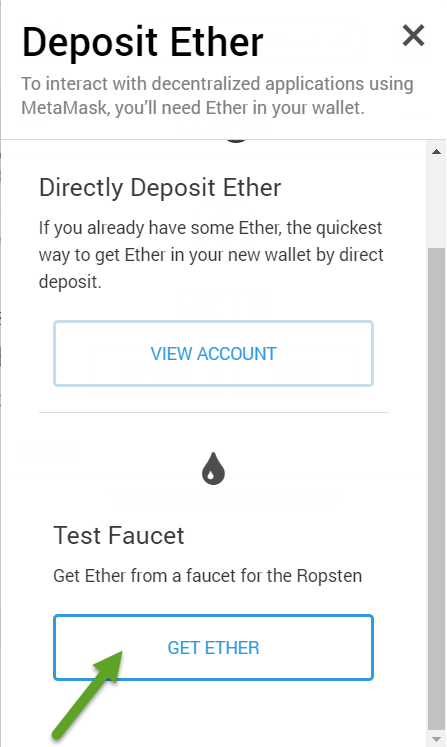 Deposit Ether
To interact with decentralized applications using
MetaMask, you'll need Ether in your wallet.
Directly Deposit Ether
If you already have some Ether, the quickest
way to get Ether in your new wallet by direct
deposit.
VIEW ACCOUNT
Test Faucet
Get Ether from a faucet for the Ropsten
GET ETHER